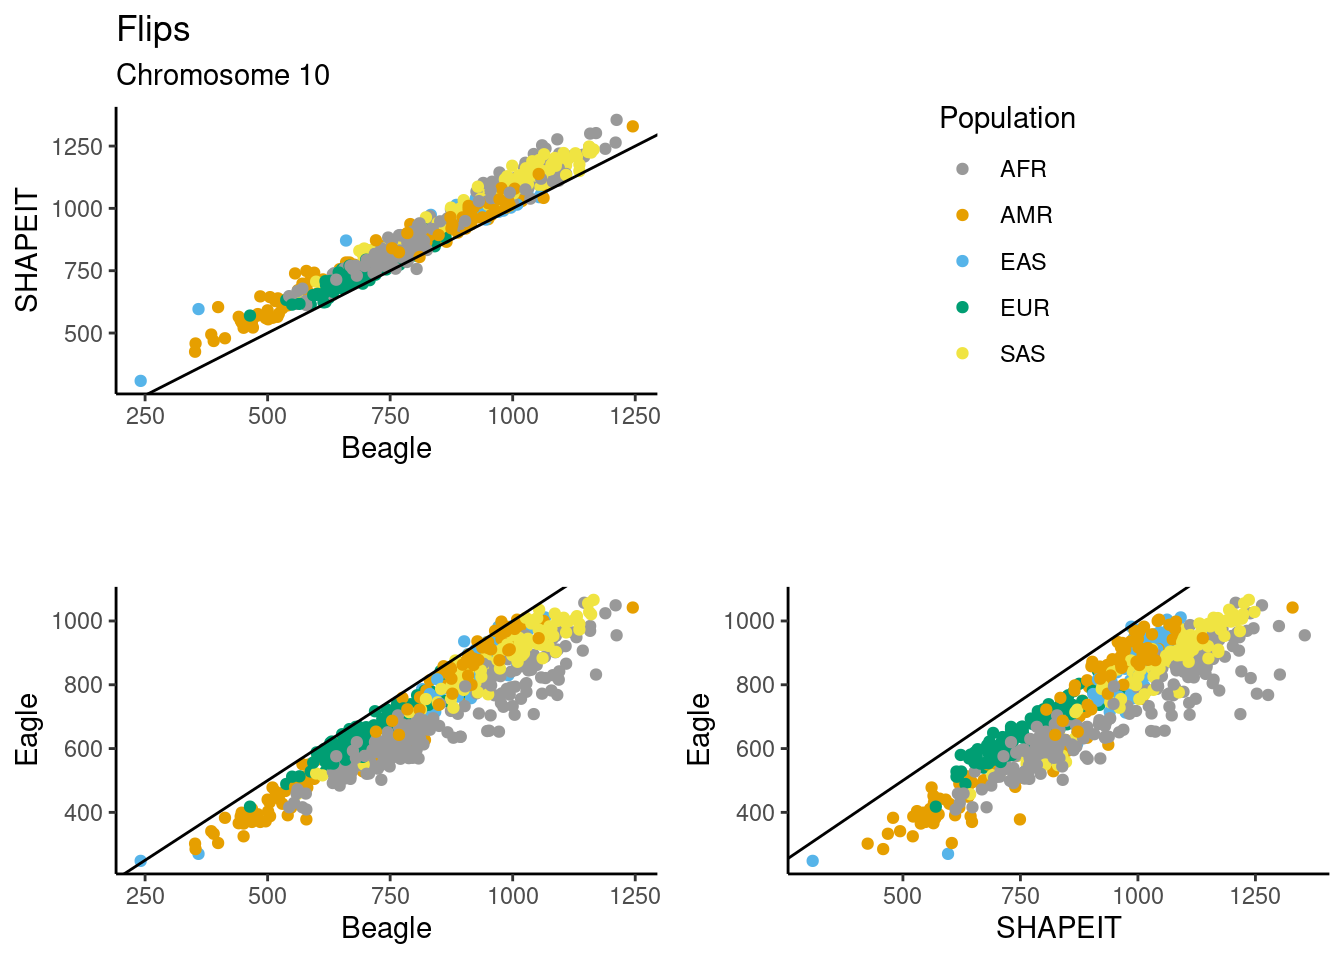 Flips
Chromosome 10
SHAPEIT
1250
1000
750
500
250 500 750 1000 1250
Beagle
Population
AFR
AMR
EAS
EUR
SAS
Eagle
1000
800
600
400
250 500 750 1000 1250
Beagle
Eagle
1000
800
600
400
500 750 1000 1250
SHAPEIT